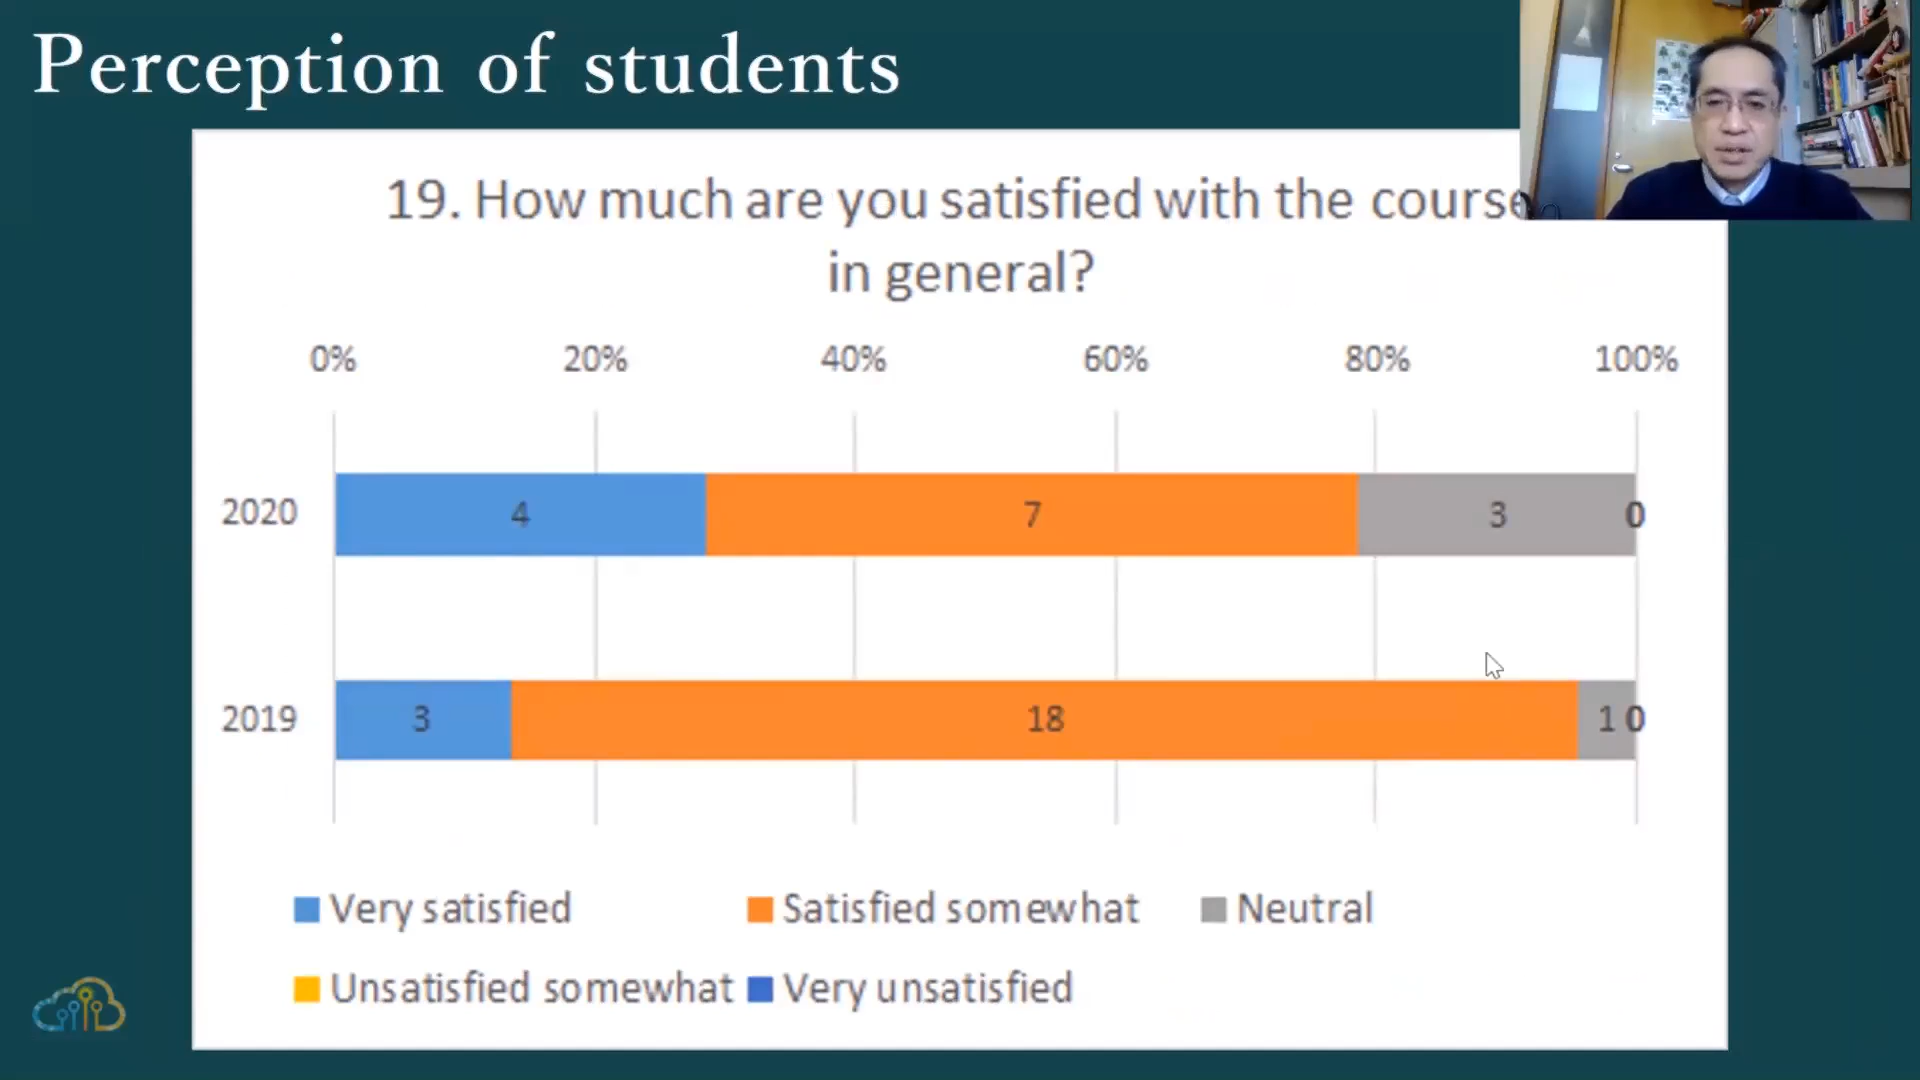 Perception of students
19. How much are you satisfied with the course
in general?
0% 20% 40% 60% 80% 100%
2020 4 7 3 0
2019 3 18 1 0
Very satisfied Satisfied somewhat Neutral
Unsatisfied somewhat Very unsatisfied